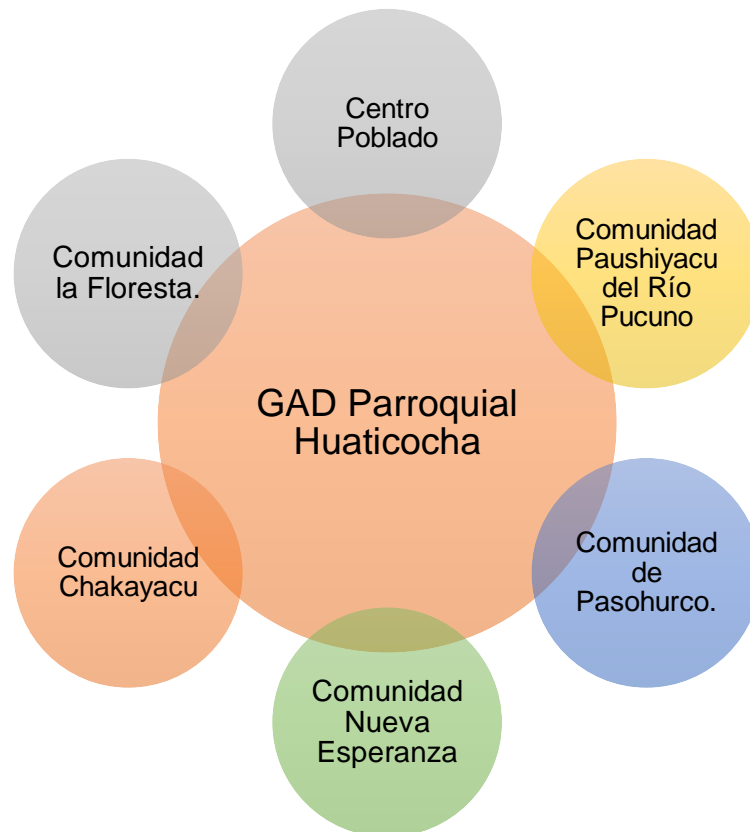 Centro
Poblado
Comunidad
Paushiyacu
del Río
Pucuno
Comunidad
la Floresta.
GAD Parroquial
Huaticocha
Comunidad
Chakayacu
Comunidad
de
Pasohurco.
Comunidad
Nueva
Esperanza